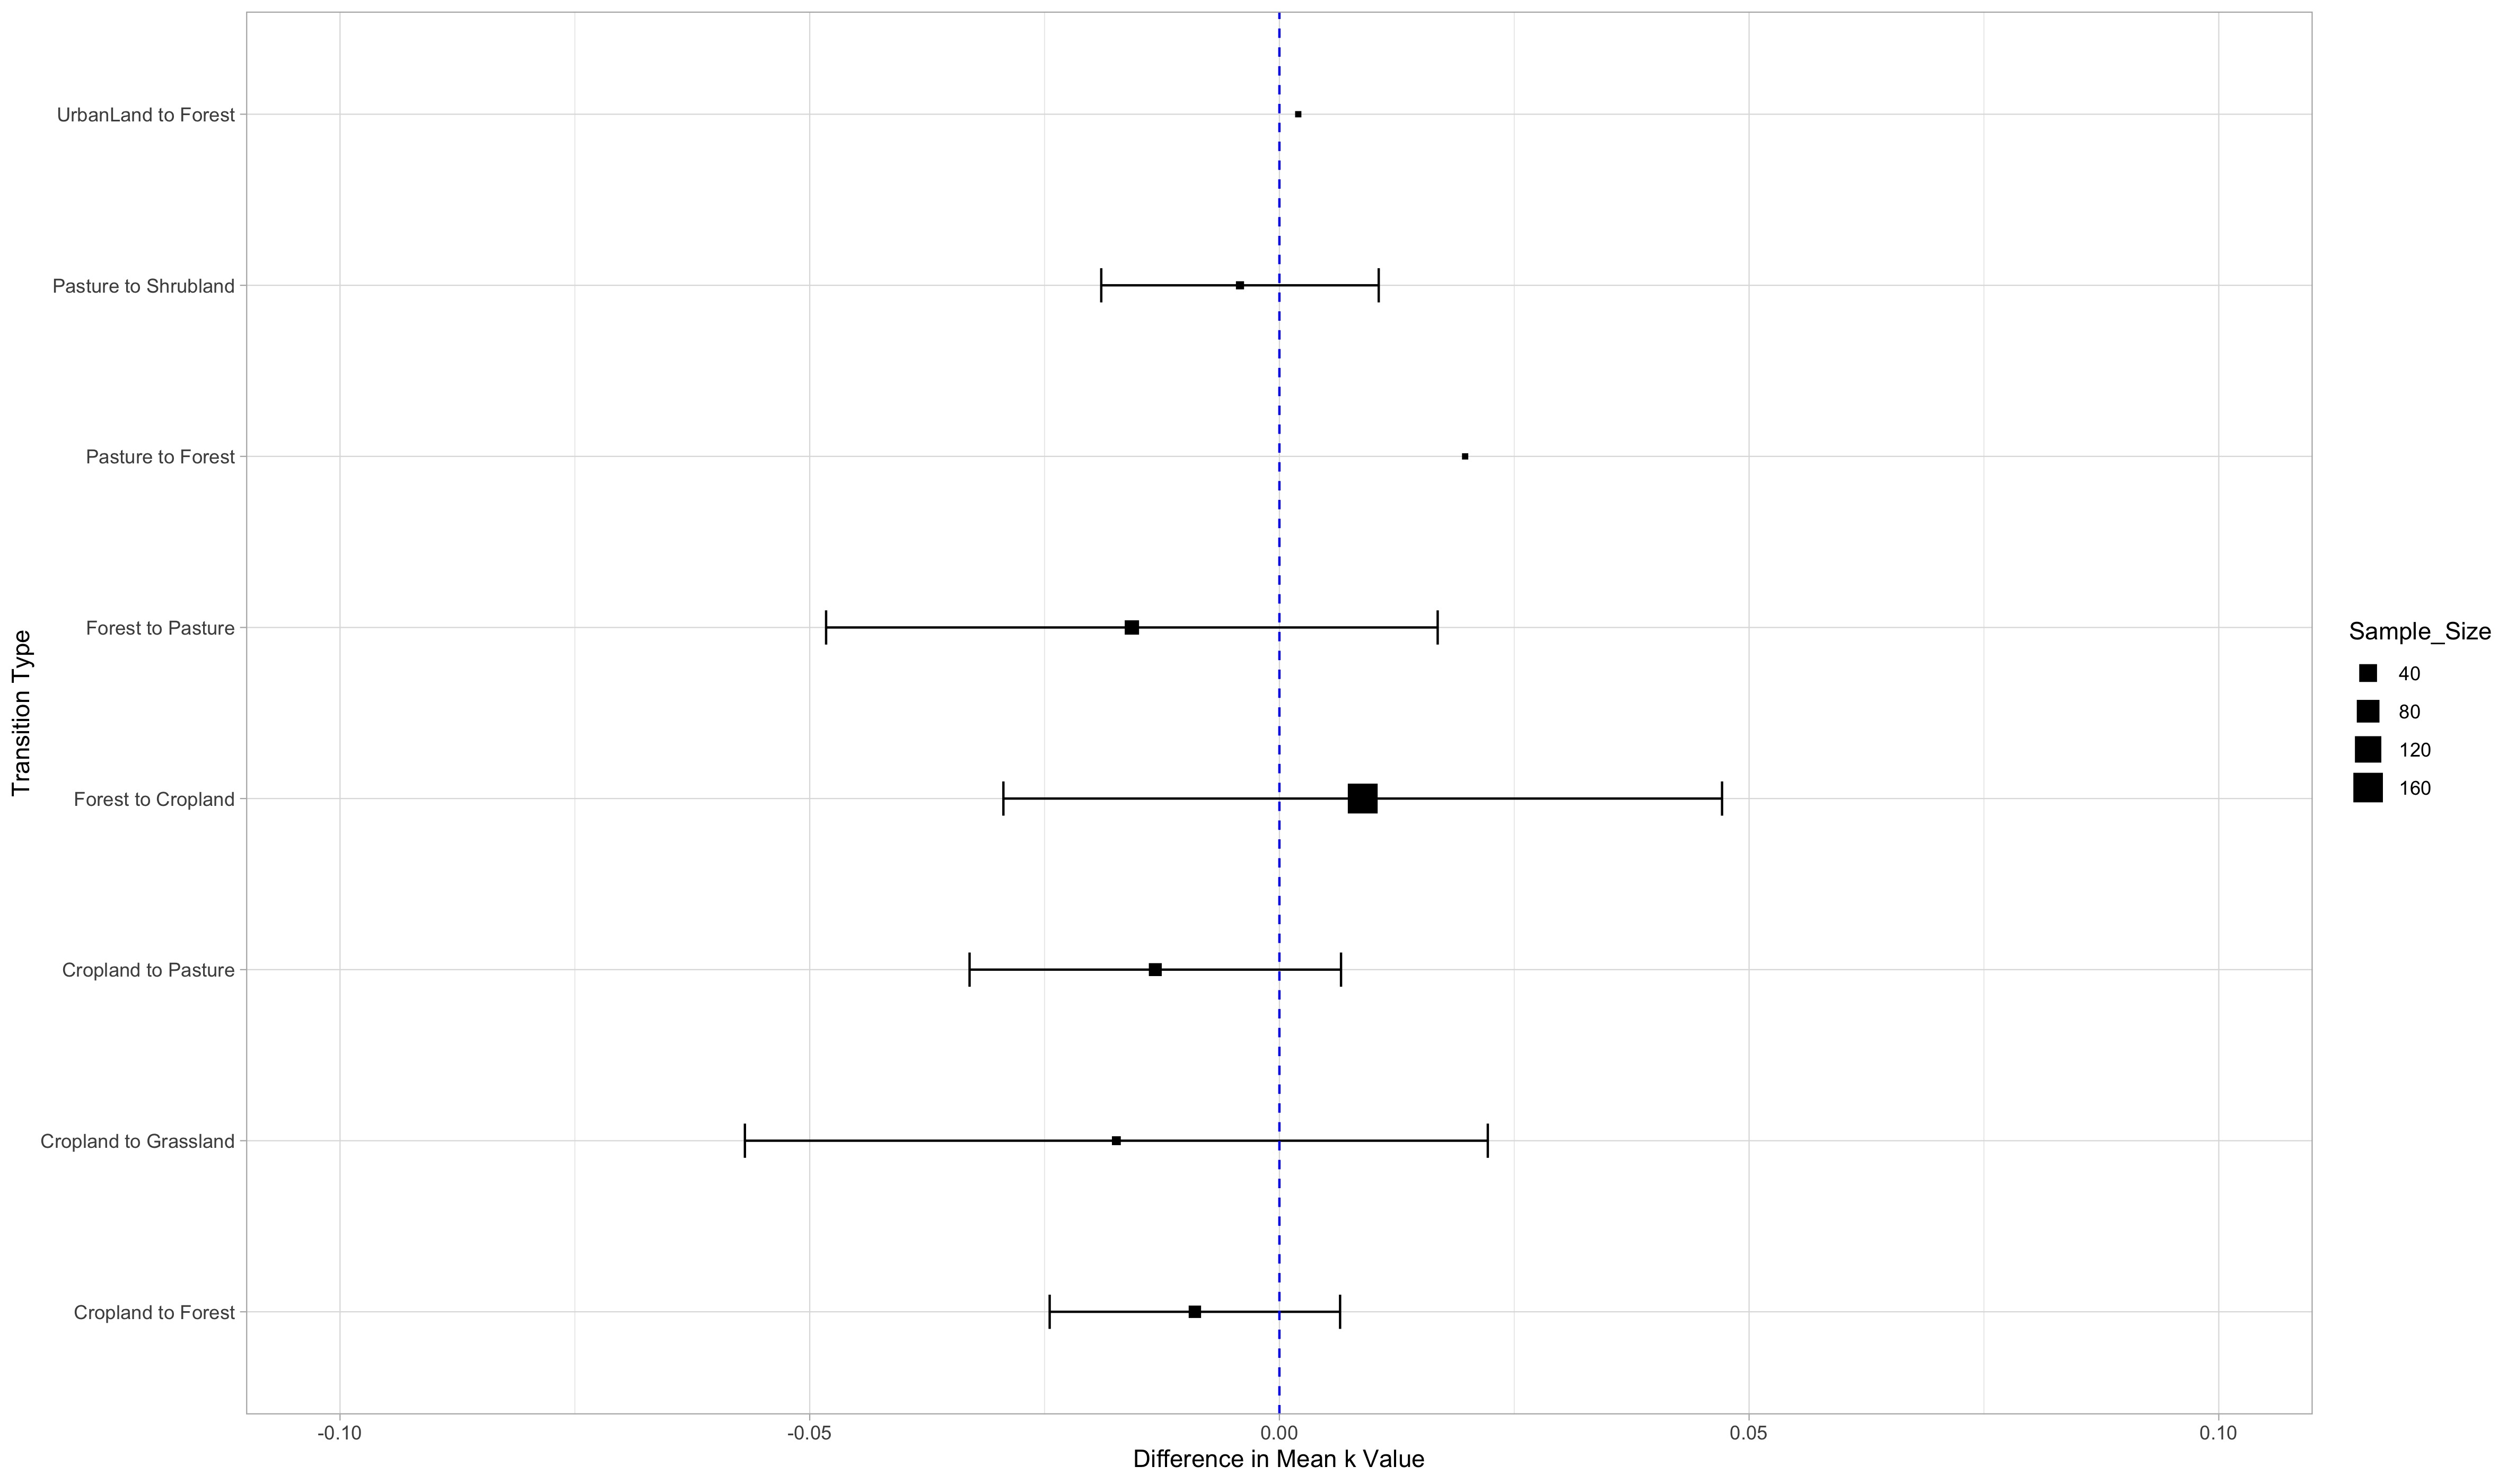 Transition Type
UrbanLand to Forest
Pasture to Shrubland
Pasture to Forest
Forest to Pasture
Forest to Cropland
Cropland to Pasture
Cropland to Grassland
Cropland to Forest
-0.10
-0.05
0.00
0.05
0.10
Difference in Mean k Value
Sample_Size
40
80
120
160